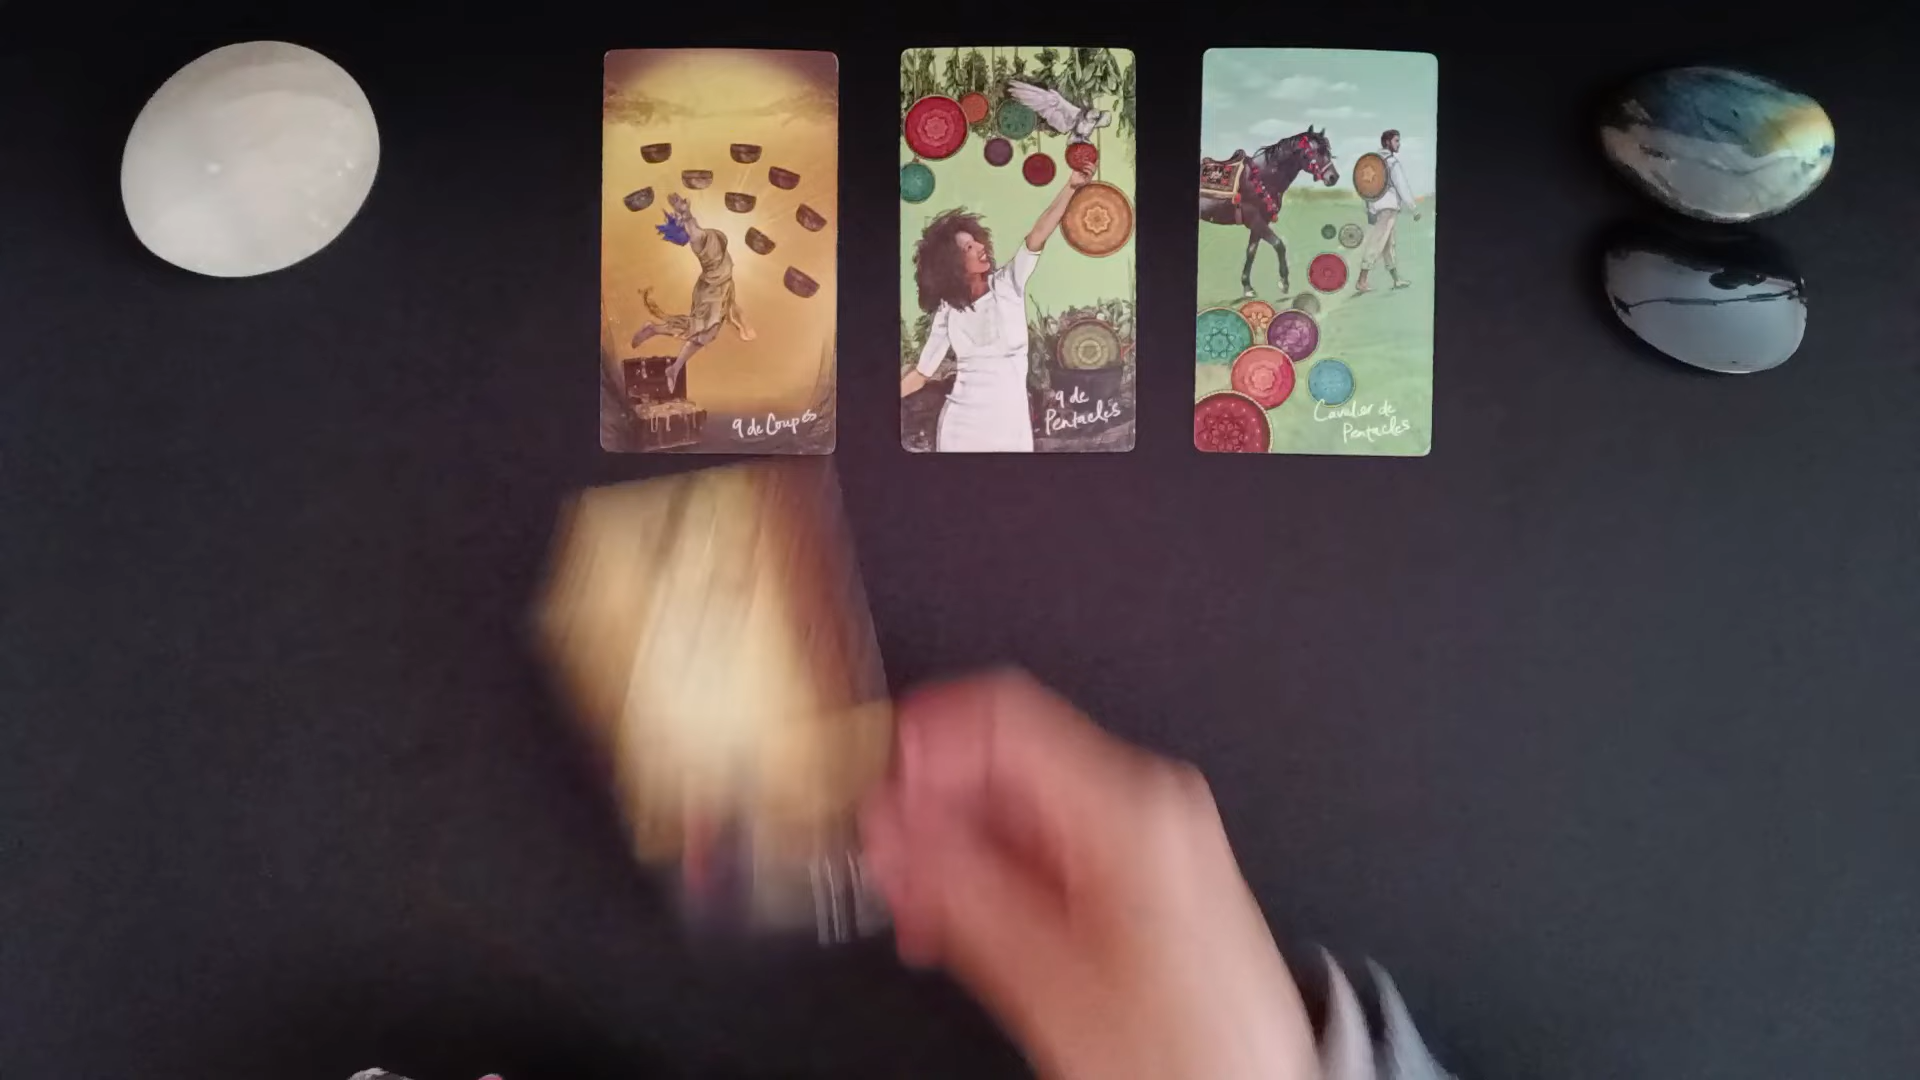 9 de Coupes
9 de
Pentacles
Cavalier de
Pentacles